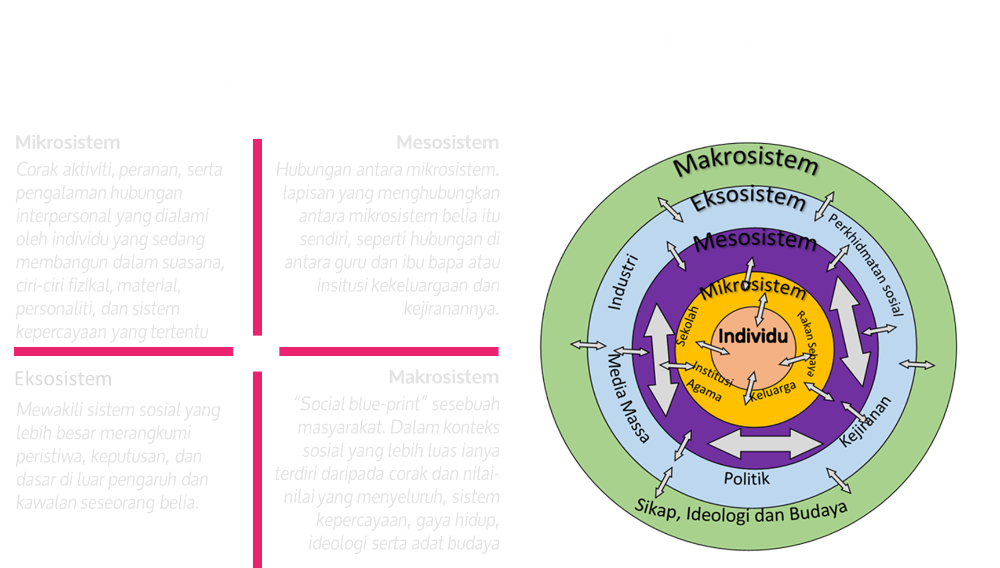 Mikrosistem
Corak aktiviti, peranan, serta
pengalaman hubungan
interpersonal yang dialami
oleh individu yang sedang
membangun dalam suasana,
ciri-ciri fizikal, material,
personaliti, dan sistem
kepercayaan yang tertentu
Mesosistem
Hubungan antara mikrosistem.
lapisan yang menghubungkan
antara mikrosistem belia itu
sendiri, seperti hubungan di
antara guru dan ibu bapa atau
insitusi kekeluargaan dan
kejiranannya.
Eksosistem
Mewakili sistem sosial yang
lebih besar merangkumi
peristiwa, keputusan, dan
dasar di luar pengaruh dan
kawalan seseorang belia.
Makrosistem
“Social blue-print” sesebuah
masyarakat. Dalam konteks
sosial yang lebih luas ianya
terdiri daripada corak dan nilai-
nilai yang menyeluruh, sistem
kepercayaan, gaya hidup,
ideologi serta adat budaya
Makrosistem
Eksosistem
Perkhidmatan sosial
Mesosistem
Industri
Mikrosistem
Sekolah
Rakan Sebaya
Individu
Institusi
Agama
Keluarga
Media Massa
Kejiranan
Politik
Sikap, Ideologi dan Budaya